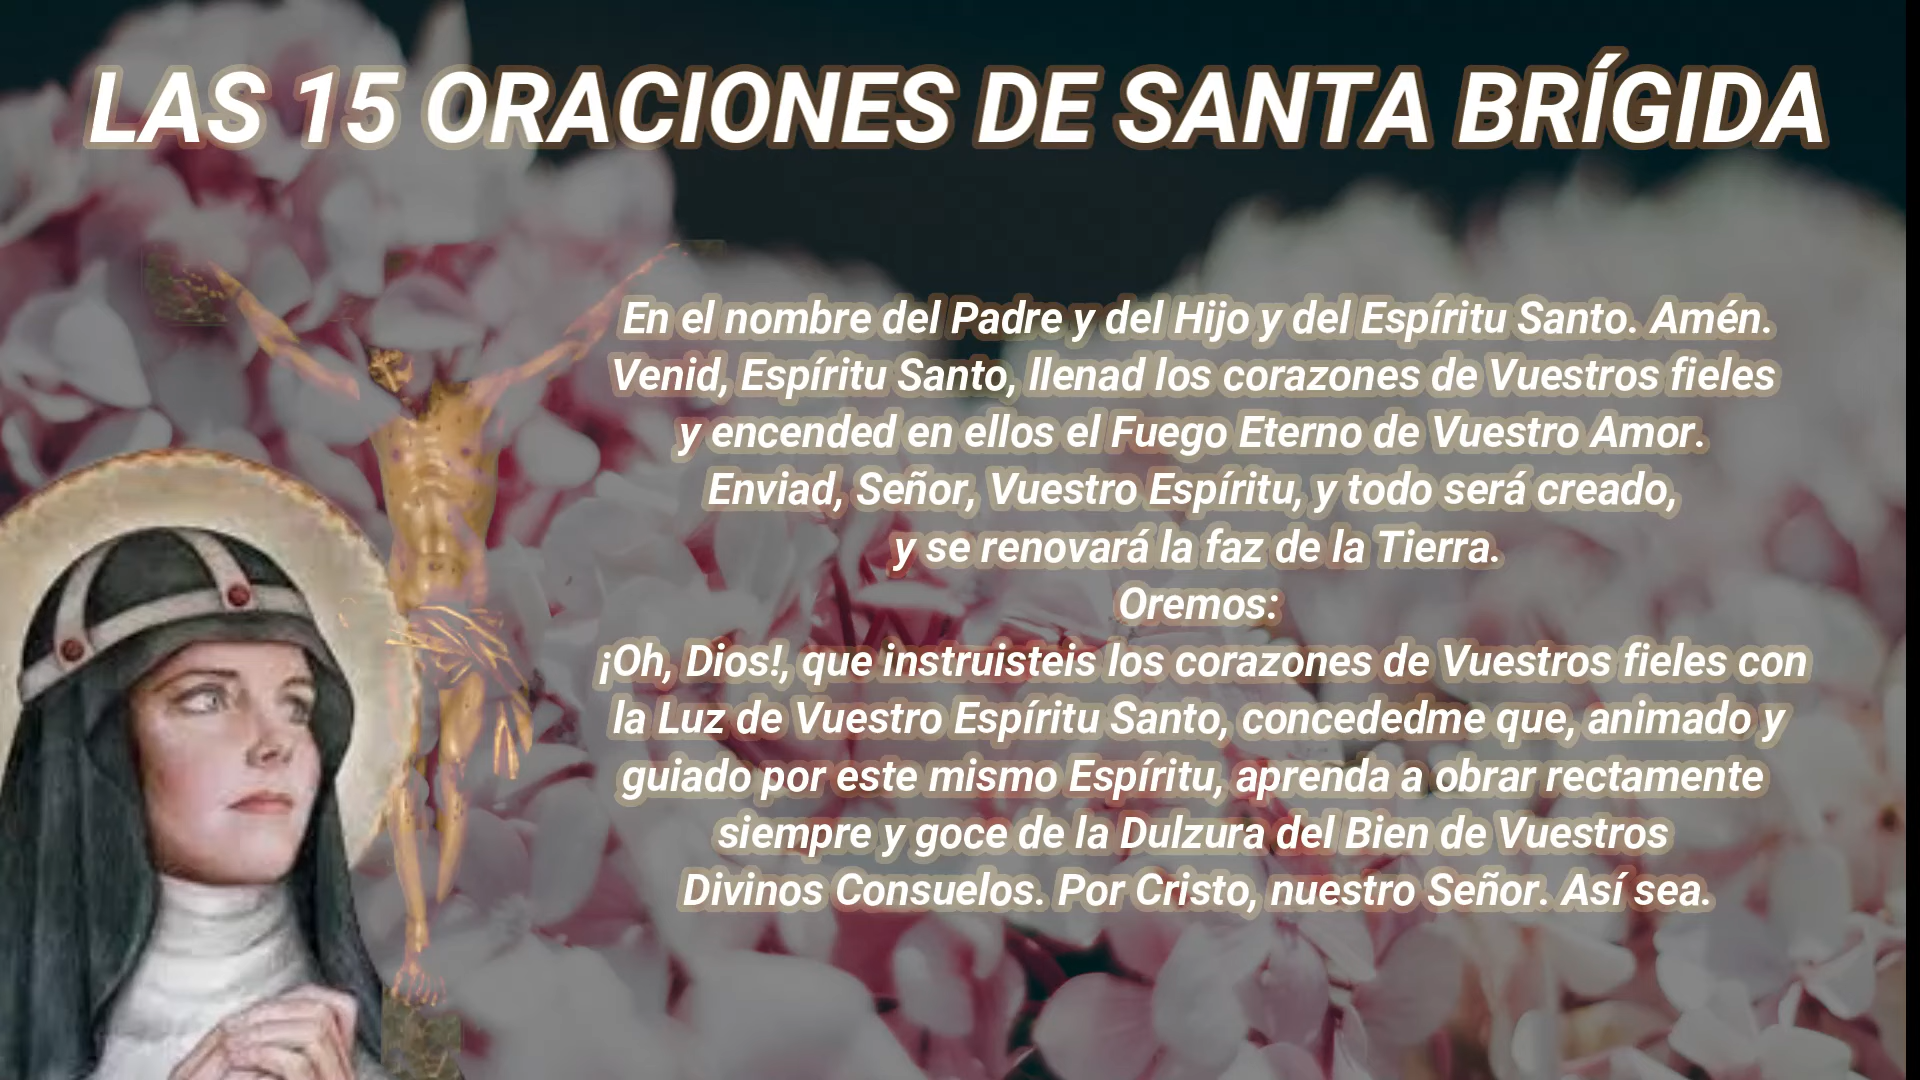 LAS 15 ORACIONES DE SANTA BRÍGIDA
En el nombre del Padre y del Hijo y del Espíritu Santo. Amén.
Venid, Espíritu Santo, llenad los corazones de Vuestros fieles
y encended en ellos el Fuego Eterno de Vuestro Amor.
Enviad, Señor, Vuestro Espíritu, y todo será creado,
y se renovará la faz de la Tierra.
Oremos:
¡Oh, Dios!, que instruisteis los corazones de Vuestros fieles con
la Luz de Vuestro Espíritu Santo, concededme que, animado y
guiado por este mismo Espíritu, aprenda a obrar rectamente
siempre y goce de la Dulzura del Bien de Vuestros
Divinos Consuelos. Por Cristo, nuestro Señor. Así sea.